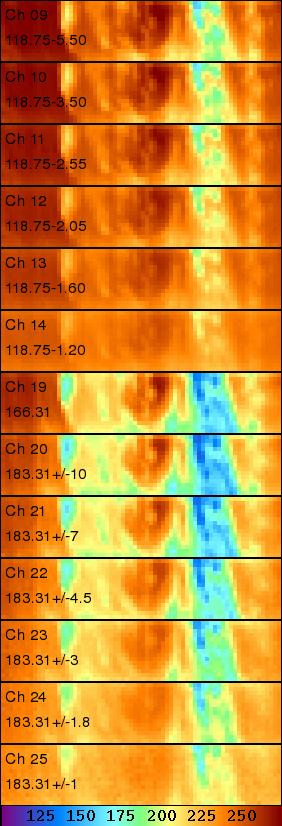 Ch 09
118.75-5.50
Ch 10
118.75-3.50
Ch 11
118.75-2.55
Ch 12
118.75-2.05
Ch 13
118.75-1.60
Ch 14
118.75-1.20
Ch 19
166.31
Ch 20
183.31+/-10
Ch 21
183.31+/-7
Ch 22
183.31+/-4.5
Ch 23
183.31+/-3
Ch 24
183.31+/-1.8
Ch 25
183.31+/-1
125 150 175 200 225 250